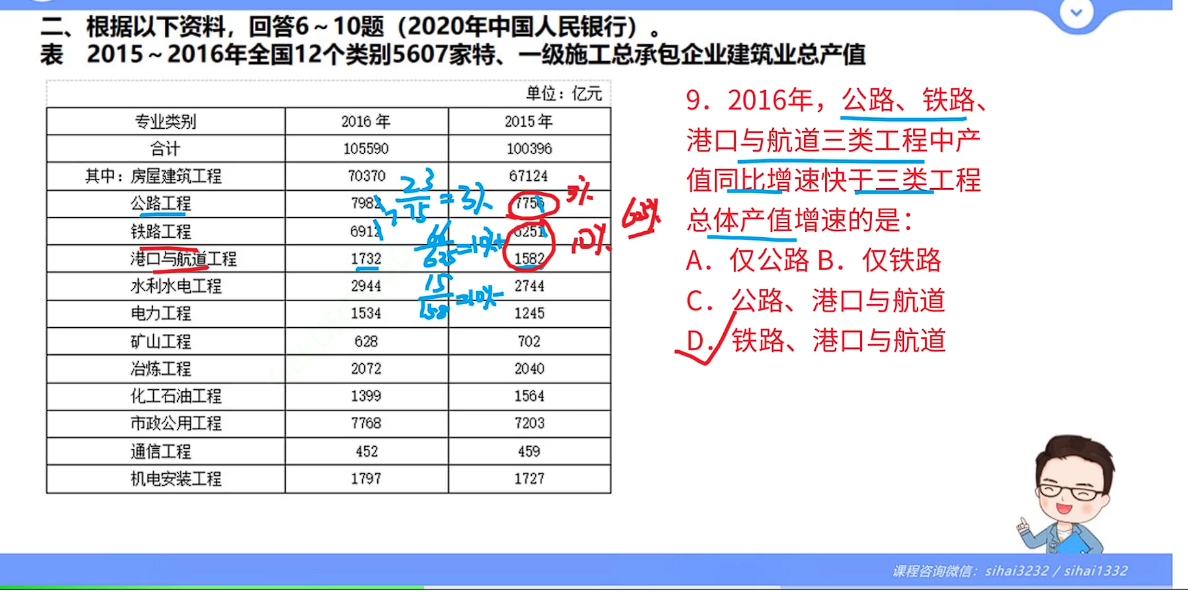 二、根据以下资料，回答6～10题（2020年中国人民银行）。
表 2015～2016年全国12个类别5607家特、一级施工总承包企业建筑业总产值
单位：亿元
专业类别 2016 年 2015 年
合计 105590 100396
其中：房屋建筑工程 70370 67124
公路工程 798 775
铁路工程 691 6251
港口与航道工程 1732 1582
水利水电工程 2944 2744
电力工程 1534 1245
矿山工程 628 702
冶炼工程 2072 2040
化工石油工程 1399 1564
市政公用工程 7768 7203
通信工程 452 459
机电安装工程 1797 1727
23
75 = 3%
66
625 = 10%+
15
158 = 10%-
3%
10%
9．2016年，公路、铁路、
港口与航道三类工程中产
值同比增速快于三类工程
总体产值增速的是：
A．仅公路 B．仅铁路
C．公路、港口与航道
D．铁路、港口与航道
课程咨询微信：sihai3232 / sihai1332